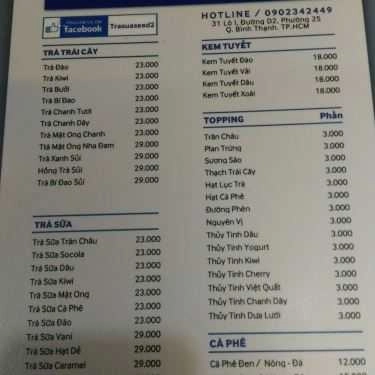 FOLLOW US ON
facebook Traquaseed2
HOTLINE / 0902342449
31 Lô I, Đường D2, Phường 25
Q. Bình Thạnh, TP.HCM
TRÀ TRÁI CÂY
Trà Đào 23.000
Trà Kiwi 23.000
Trà Bưởi 23.000
Trà Bí Đao 23.000
Trà Chanh Tươi 23.000
Trà Chanh Dây 23.000
Trà Mật Ong Chanh 23.000
Trà Mật Ong Nha Đam 29.000
Trà Xanh Sủi 29.000
Hồng Trà Sủi 29.000
Trà Bí Đao Sủi 29.000
TRÀ SỮA
Trà Sữa Trân Châu 23.000
Trà Sữa Socola 23.000
Trà Sữa Dâu 23.000
Trà Sữa Kiwi 23.000
Trà Sữa Mật Ong 23.000
Trà Sữa Cà Phê 23.000
Trà Sữa Đào 23.000
Trà Sữa Vani 29.000
Trà Sữa Hạt Dẻ 29.000
Trà Sữa Caramel 29.000
KEM TUYẾT
Kem Tuyết Đào 18.000
Kem Tuyết Vải 18.000
Kem Tuyết Dâu 18.000
Kem Tuyết Xoài 18.000
TOPPING Phần
Trân Châu 3.000
Plan Trứng 3.000
Sương Sáo 3.000
Thạch Trái Cây 3.000
Hạt Lục Trà 3.000
Hạt Cà Phê 3.000
Đường Phèn 3.000
Nguyên Vị 3.000
Thủy Tinh Dâu 3.000
Thủy Tinh Yogurt 3.000
Thủy Tinh Kiwi 3.000
Thủy Tinh Cherry 3.000
Thủy Tinh Việt Quất 3.000
Thủy Tinh Chanh Dây 3.000
Thủy Tinh Dưa Lưới 3.000
CÀ PHÊ
Cà Phê Đen / Nóng - Đá 12.000